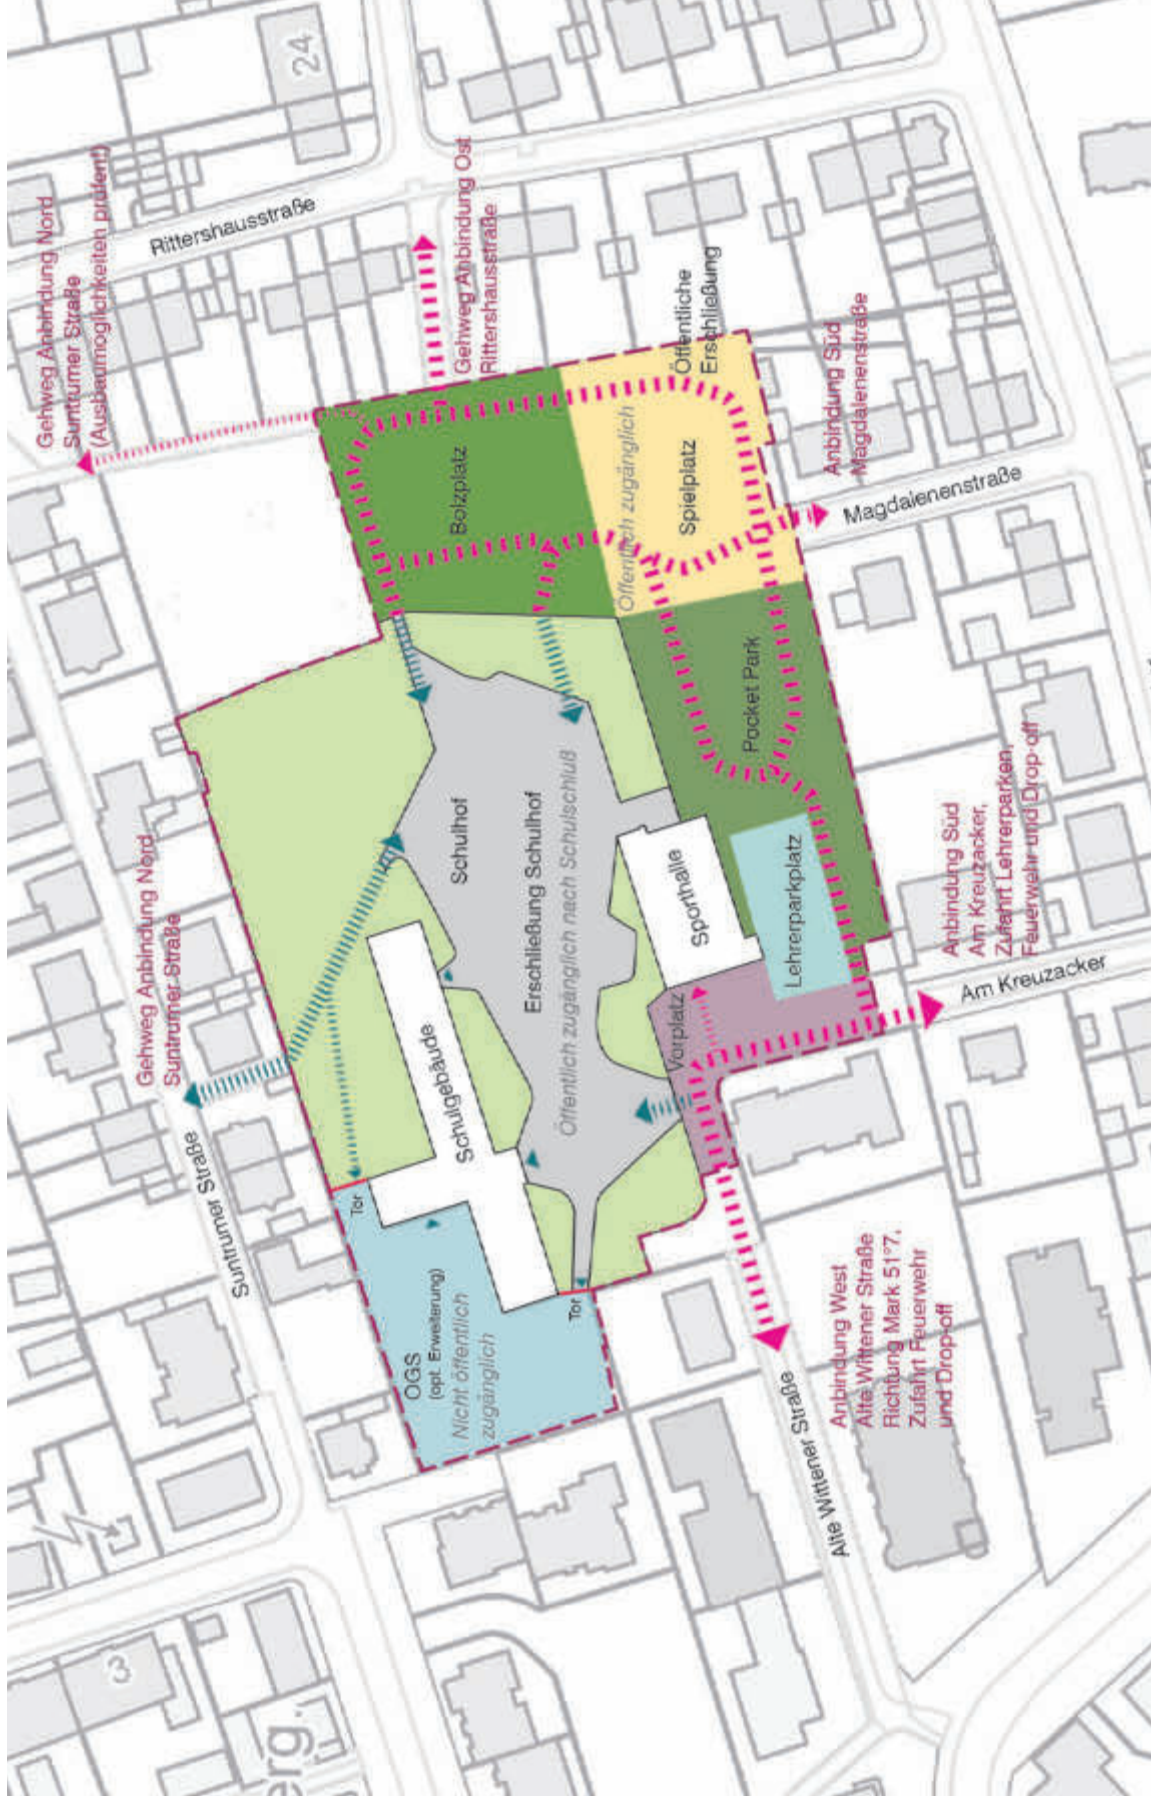 Gehweg Anbindung Nord
Suntrumer Straße
(Ausbaumöglichkeiten prüfen!)
24
Rittershausstraße
Gehweg Anbindung Ost
Rittershausstraße
Gehweg Anbindung Nord
Suntrumer Straße
Suntrumer Straße
Bolzplatz
Öffentlich zugänglich
Spielplatz
Öffentliche
Erschließung
Anbindung Süd
Magdalenenstraße
Magdalenenstraße
Schulhof
Erschließung Schulhof
Öffentlich zugänglich nach Schulschluß
Pocket Park
Schulgebäude
Sporthalle
Lehrerparkplatz
Vorplatz
Anbindung Süd
Am Kreuzacker,
Zufahrt Lehrerparken,
Feuerwehr und Drop-off
Am Kreuzacker
Tor
OGS
(opt. Erweiterung)
Nicht öffentlich
zugänglich
Tor
Anbindung West
Alte Wittener Straße
Richtung Mark 51°7,
Zufahrt Feuerwehr
und Drop-off
Alte Wittener Straße
3
erg.